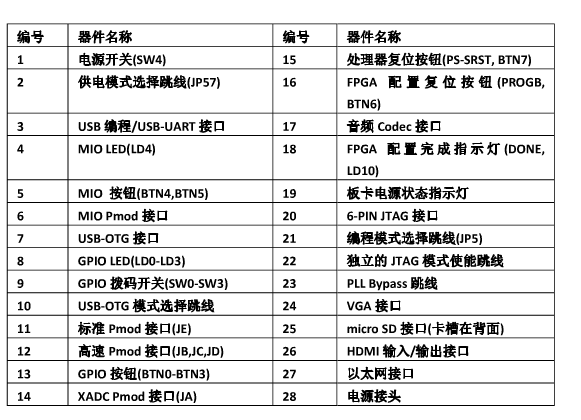 编号 器件名称 编号 器件名称
1 电源开关(SW4) 15 处理器复位按钮(PS-SRST, BTN7)
2 供电模式选择跳线(JP57) 16 FPGA 配置复位按钮(PROGB,
BTN6)
3 USB 编程/USB-UART 接口 17 音频 Codec 接口
4 MIO LED(LD4) 18 FPGA 配置完成指示灯(DONE,
LD10)
5 MIO 按钮(BTN4,BTN5) 19 板卡电源状态指示灯
6 MIO Pmod 接口 20 6-PIN JTAG 接口
7 USB-OTG 接口 21 编程模式选择跳线(JP5)
8 GPIO LED(LD0-LD3) 22 独立的 JTAG 模式使能跳线
9 GPIO 拨码开关(SW0-SW3) 23 PLL Bypass 跳线
10 USB-OTG 模式选择跳线 24 VGA 接口
11 标准 Pmod 接口(JE) 25 micro SD 接口(卡槽在背面)
12 高速 Pmod 接口(JB,JC,JD) 26 HDMI 输入/输出接口
13 GPIO 按钮(BTN0-BTN3) 27 以太网接口
14 XADC Pmod 接口(JA) 28 电源接头